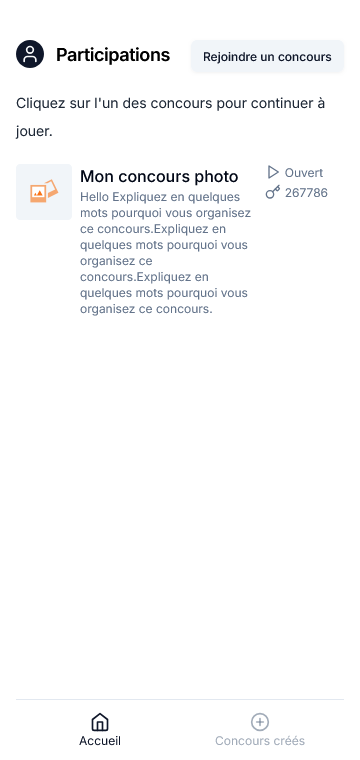 Participations
Rejoindre un concours
Cliquez sur l'un des concours pour continuer à
jouer.
Mon concours photo
Hello Expliquez en quelques
mots pourquoi vous organisez
ce concours.Expliquez en
quelques mots pourquoi vous
organisez ce
concours.Expliquez en
quelques mots pourquoi vous
organisez ce concours.
Ouvert
267786
Accueil
Concours créés